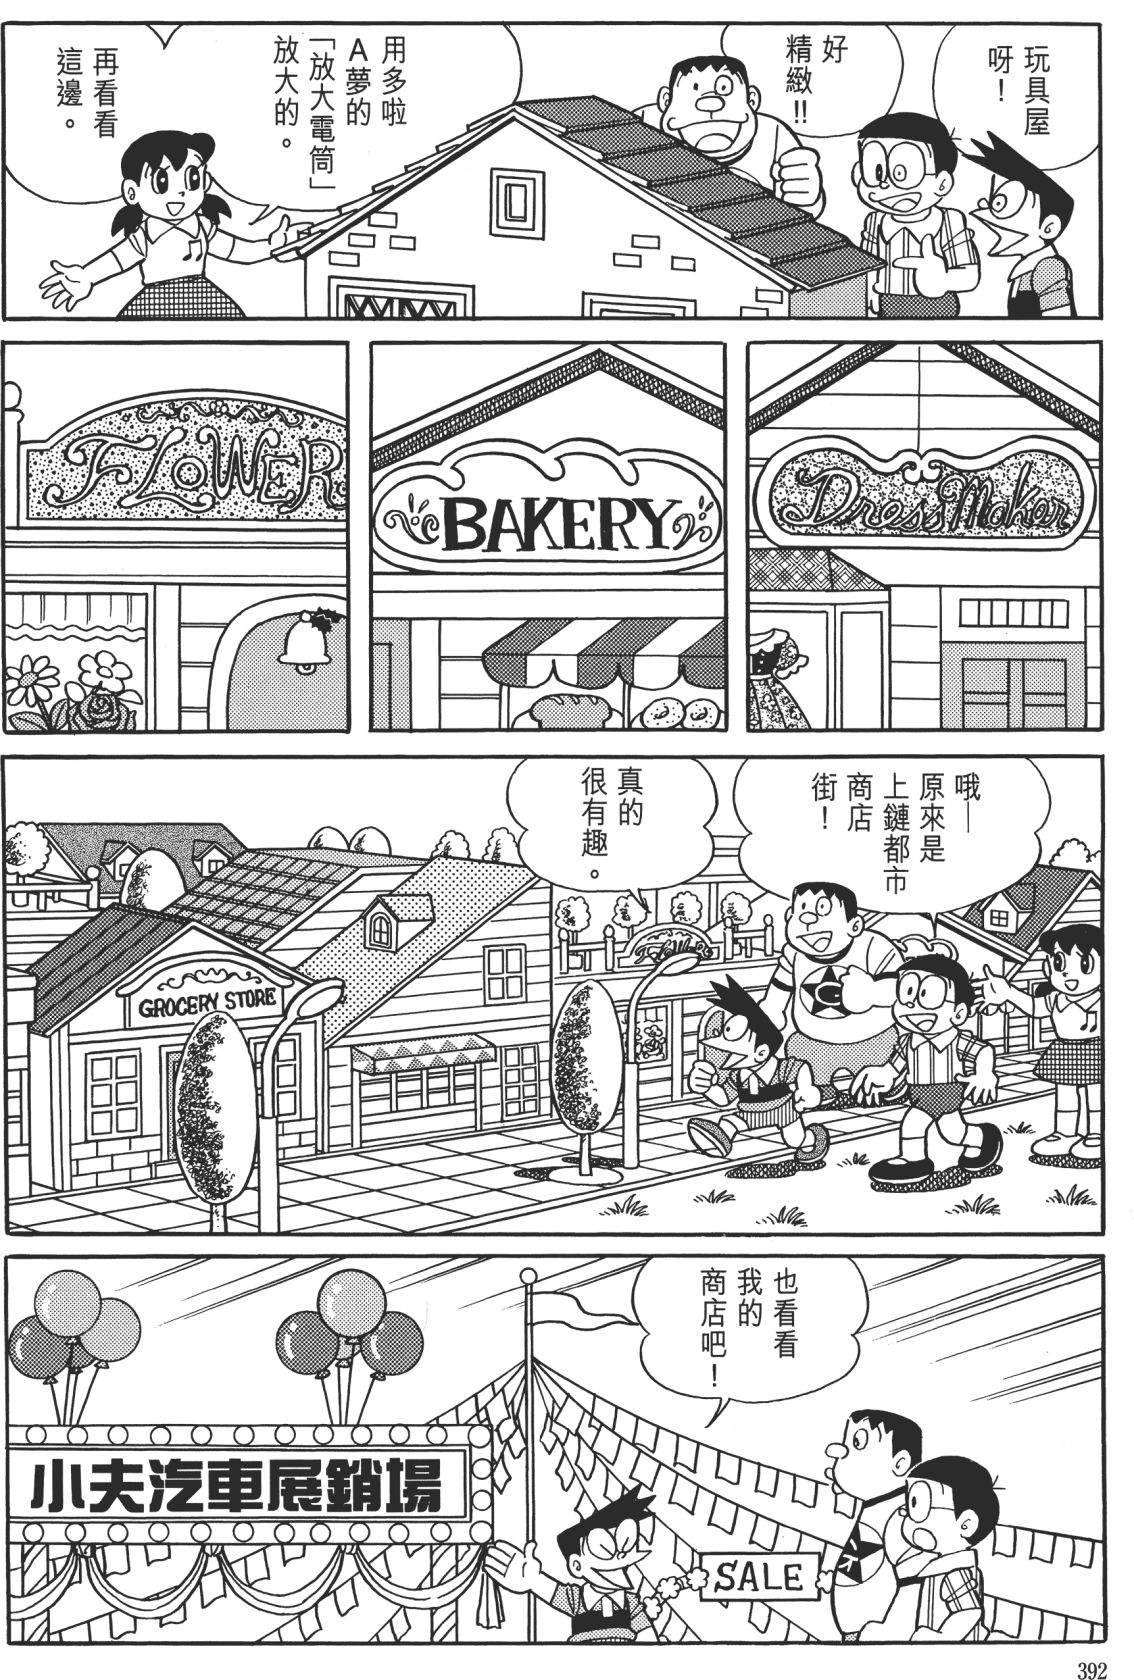 玩具屋
呀！
好
精緻!!
用多啦
A夢的
「放大電筒」
放大的。
再看看
這邊。
FLOWER
BAKERY
Dress Maker
哦—
原來是
上鏈都市
商店
街！
真的
很有趣。
FLOWER
GROCERY STORE
也看看
我的
商店吧！
小夫汽車展銷場
SALE
392